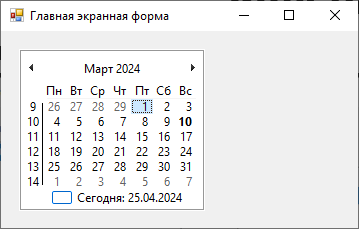 Главная экранная форма
Март 2024
Пн Вт Ср Чт Пт Сб Вс
9 26 27 28 29 1 2 3
10 4 5 6 7 8 9 10
11 11 12 13 14 15 16 17
12 18 19 20 21 22 23 24
13 25 26 27 28 29 30 31
14 1 2 3 4 5 6 7
Сегодня: 25.04.2024